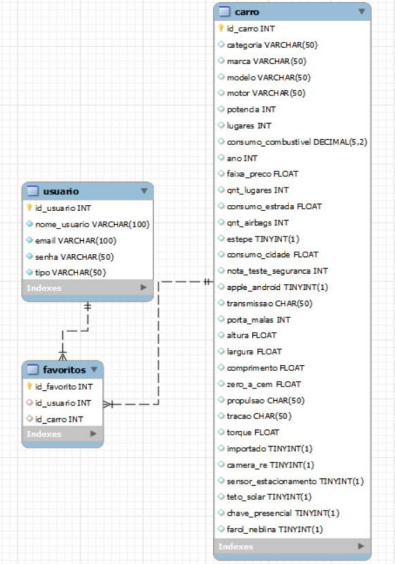 carro
id_carro INT
categoria VARCHAR(50)
marca VARCHAR(50)
modelo VARCHAR(50)
motor VARCHAR(50)
potencia INT
lugares INT
consumo_combustivel DECIMAL(5,2)
ano INT
faixa_preco FLOAT
qnt_lugares INT
consumo_estrada FLOAT
qnt_airbags INT
estepe TINYINT(1)
consumo_cidade FLOAT
nota_teste_seguranca INT
apple_android TINYINT(1)
transmissao CHAR(50)
porta_malas INT
altura FLOAT
largura FLOAT
comprimento FLOAT
zero_a_cem FLOAT
propulsao CHAR(50)
tracao CHAR(50)
torque FLOAT
importado TINYINT(1)
camera_re TINYINT(1)
sensor_estacionamento TINYINT(1)
teto_solar TINYINT(1)
chave_presencial TINYINT(1)
farol_neblina TINYINT(1)
Indexes
usuario
id_usuario INT
nome_usuario VARCHAR(100)
email VARCHAR(100)
senha VARCHAR(50)
tipo VARCHAR(50)
Indexes
favoritos
id_favorito INT
id_usuario INT
id_carro INT
Indexes